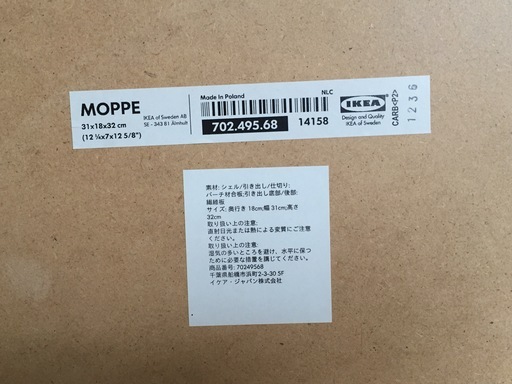 MOPPE
31x18x32 cm
(12 ¼x7x12 5/8")
IKEA of Sweden AB
SE - 343 81 Älmhult
Made in Poland
NLC
702.495.68
14158
IKEA
Design and Quality
IKEA of Sweden
CARB<P2>
1236
素材: シェル/引き出し/仕切り:
バーチ材合板;引き出し底部/後部:
繊維板
サイズ: 奥行き 18cm;幅 31cm;高さ
32cm
取り扱い上の注意:
直射日光または熱による変質にご注意
ください。
取り扱い上の注意:
湿気の多いところを避け、水平に保つ
ために必要な措置を講じてください。
商品番号: 70249568
千葉県船橋市浜町2-3-30 5F
イケア・ジャパン株式会社